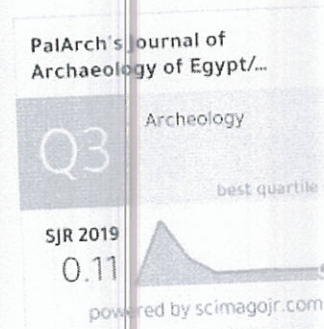 PalArch's Journal of
Archaeology of Egypt/...
Q3
Archeology
best quartile
SJR 2019
0.11
powered by scimagojr.com